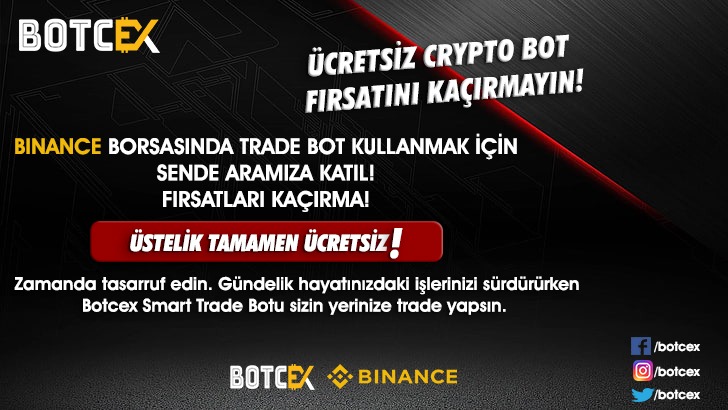 BOTCEX
ÜCRETSİZ CRYPTO BOT
FIRSATINI KAÇIRMAYIN!
BINANCE BORSASINDA TRADE BOT KULLANMAK İÇİN
SENDE ARAMIZA KATIL!
FIRSATLARI KAÇIRMA!
ÜSTELİK TAMAMEN ÜCRETSİZ!
Zamanda tasarruf edin. Gündelik hayatınızdaki işlerinizi sürdürürken
Botcex Smart Trade Botu sizin yerinize trade yapsın.
/botcex
/botcex
/botcex
BOTCEX BINANCE